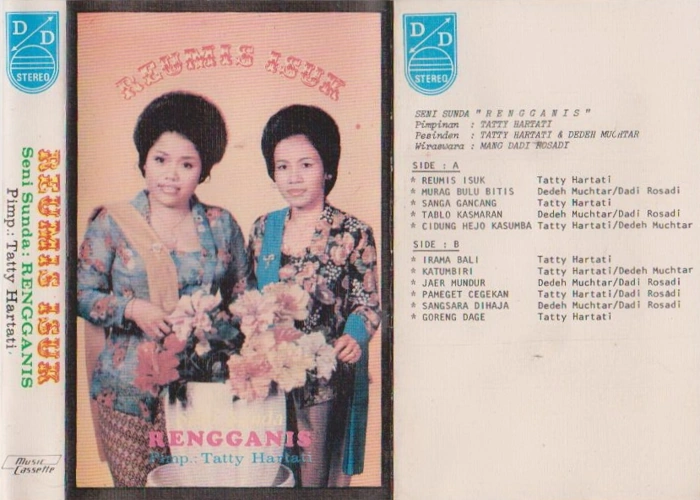 D D
STEREO
REUMIS ISUK
Seni Sunda: RENGGANIS
Pimp.: Tatty Hartati.
Music Cassette
REUMIS ISUK
RENGGANIS
Pimp.: Tatty Hartati
D D
STEREO
SENI SUNDA "RENGGANIS"
Pimpinan : TATTY HARTATI
Pesinden : TATTY HARTATI & DEDEH MUCHTAR
Wiraswara : MANG DADI ROSADI
SIDE : A
* REUMIS ISUK Tatty Hartati
* MURAG BULU BITIS Dedeh Muchtar/Dadi Rosadi
* SANGA GANCANG Tatty Hartati
* TABLO KASMARAN Dedeh Muchtar/Dadi Rosadi
* CIDUNG HEJO KASUMBA Tatty Hartati/Dedeh Muchtar
SIDE : B
* IRAMA BALI Tatty Hartati
* KATUMBIRI Tatty Hartati/Dedeh Muchtar
* JAER MUNDUR Dedeh Muchtar/Dadi Rosadi
* PAMEGET CEGEKAN Tatty Hartati/Dadi Rosadi
* SANGSARA DIHAJA Dedeh Muchtar/Dadi Rosadi
* GORENG DAGE Tatty Hartati